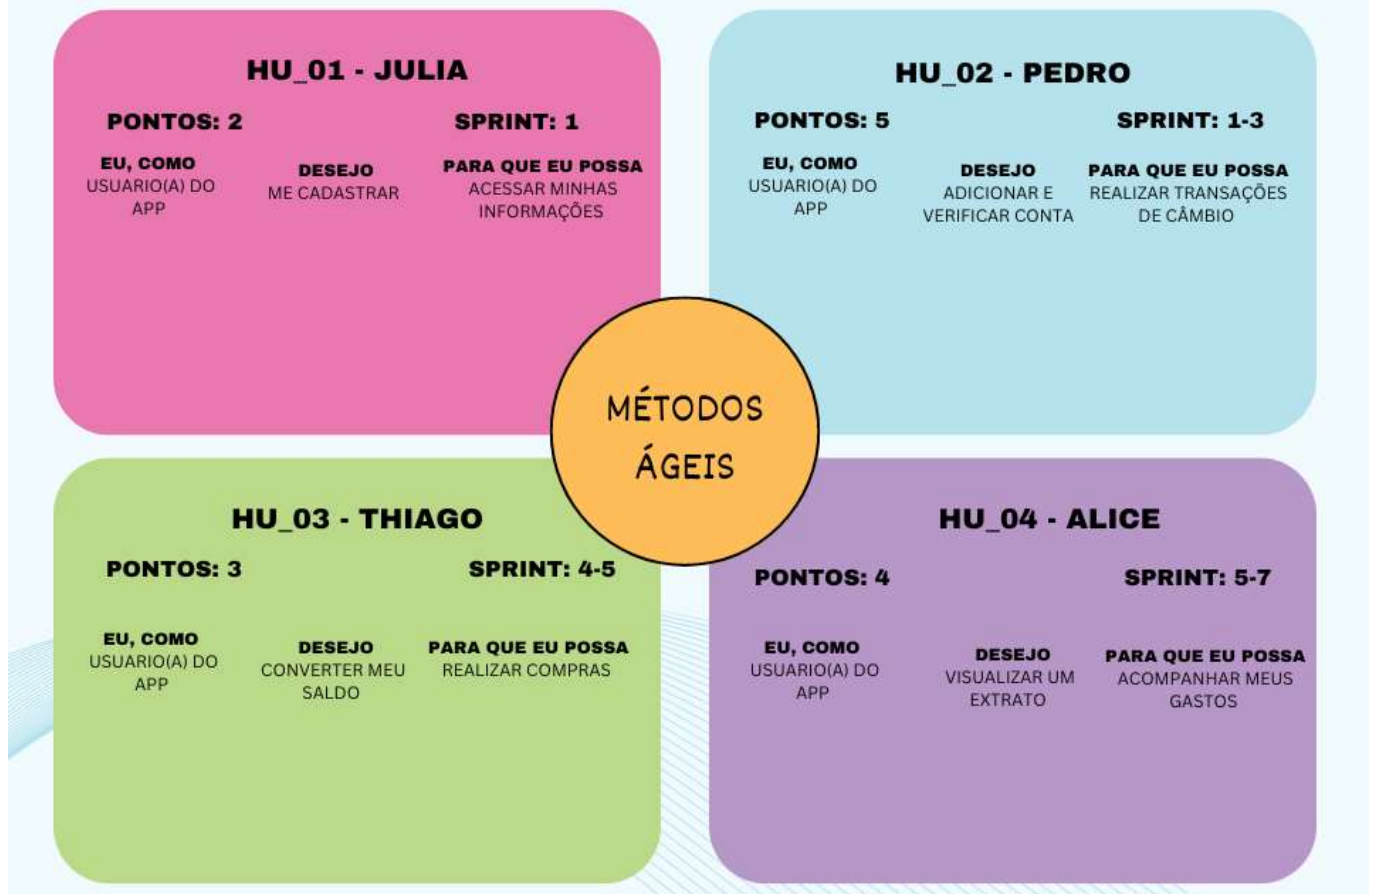 HU_01 - JULIA
PONTOS: 2
SPRINT: 1
EU, COMO
USUARIO(A) DO
APP
DESEJO
ME CADASTRAR
PARA QUE EU POSSA
ACESSAR MINHAS
INFORMAÇÕES
HU_02 - PEDRO
PONTOS: 5
SPRINT: 1-3
EU, COMO
USUARIO(A) DO
APP
DESEJO
ADICIONAR E
VERIFICAR CONTA
PARA QUE EU POSSA
REALIZAR TRANSAÇÕES
DE CÂMBIO
MÉTODOS
ÁGEIS
HU_03 - THIAGO
PONTOS: 3
SPRINT: 4-5
EU, COMO
USUARIO(A) DO
APP
DESEJO
CONVERTER MEU
SALDO
PARA QUE EU POSSA
REALIZAR COMPRAS
HU_04 - ALICE
PONTOS: 4
SPRINT: 5-7
EU, COMO
USUARIO(A) DO
APP
DESEJO
VISUALIZAR UM
EXTRATO
PARA QUE EU POSSA
ACOMPANHAR MEUS
GASTOS